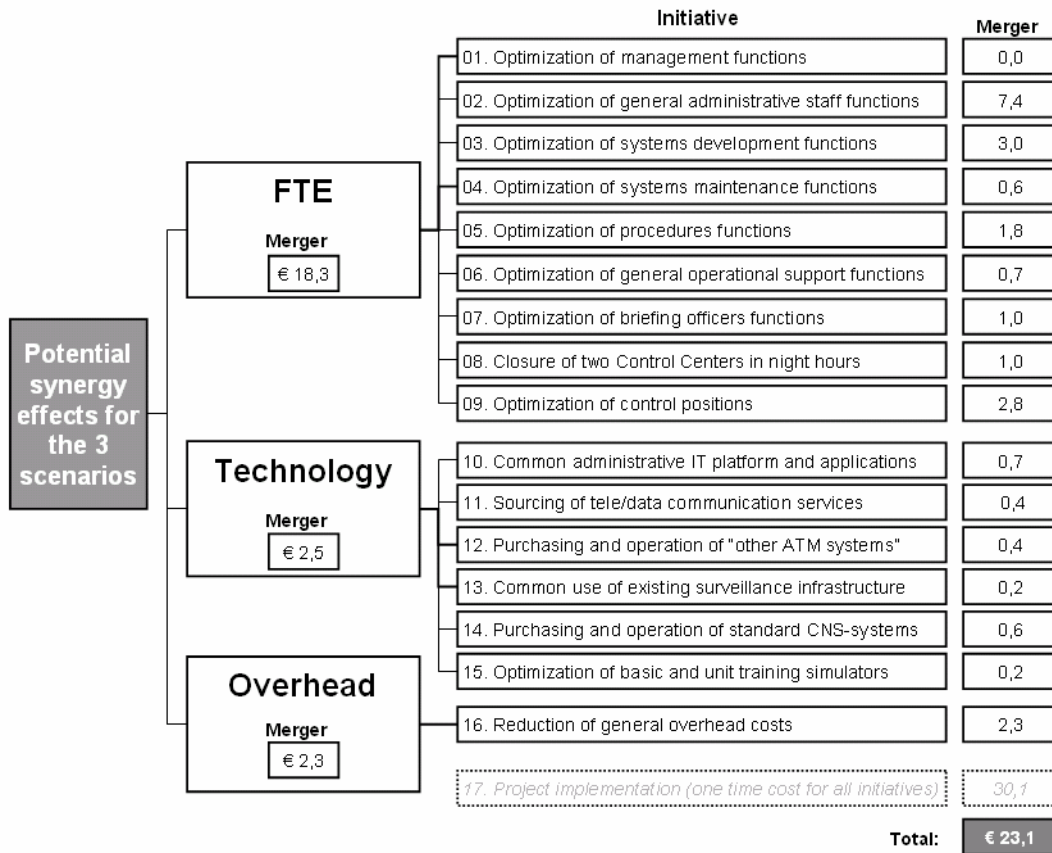 Initiative
Merger
01. Optimization of management functions 0,0
02. Optimization of general administrative staff functions 7,4
03. Optimization of systems development functions 3,0
FTE
04. Optimization of systems maintenance functions 0,6
Merger
05. Optimization of procedures functions 1,8
€ 18,3
06. Optimization of general operational support functions 0,7
07. Optimization of briefing officers functions 1,0
08. Closure of two Control Centers in night hours 1,0
09. Optimization of control positions 2,8
Potential
synergy
effects for
the 3
scenarios
Technology
Merger
€ 2,5
10. Common administrative IT platform and applications 0,7
11. Sourcing of tele/data communication services 0,4
12. Purchasing and operation of "other ATM systems" 0,4
13. Common use of existing surveillance infrastructure 0,2
14. Purchasing and operation of standard CNS-systems 0,6
15. Optimization of basic and unit training simulators 0,2
Overhead
Merger
€ 2,3
16. Reduction of general overhead costs 2,3
17. Project implementation (one time cost for all initiatives) 30,1
Total: € 23,1